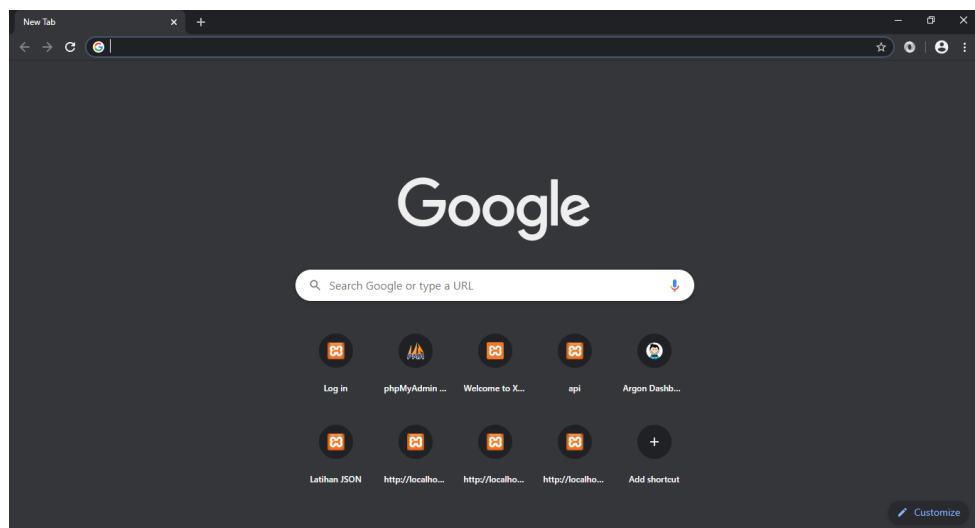 New Tab
Google
Search Google or type a URL
Log in
phpMyAdmin ...
Welcome to X...
api
Argon Dashb...
Latihan JSON
http://localho...
http://localho...
http://localho...
Add shortcut
Customize